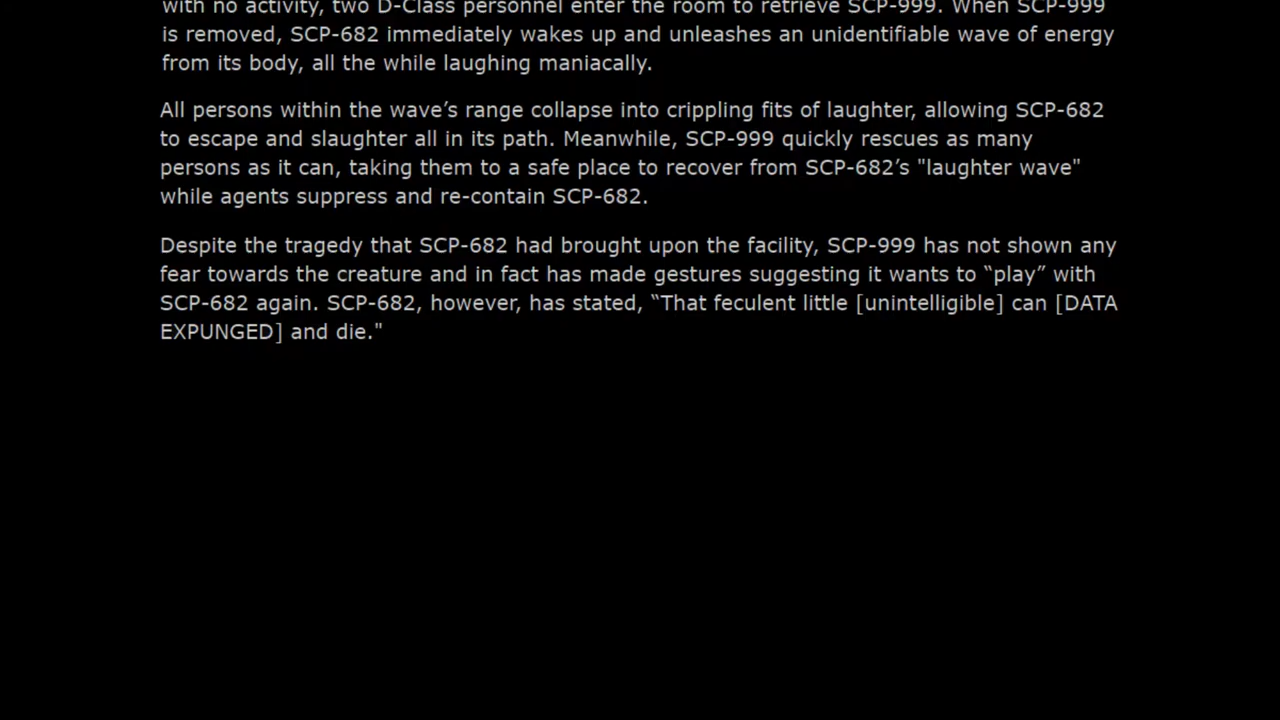 with no activity, two D-Class personnel enter the room to retrieve SCP-999. When SCP-999
is removed, SCP-682 immediately wakes up and unleashes an unidentifiable wave of energy
from its body, all the while laughing maniacally.
All persons within the wave’s range collapse into crippling fits of laughter, allowing SCP-682
to escape and slaughter all in its path. Meanwhile, SCP-999 quickly rescues as many
persons as it can, taking them to a safe place to recover from SCP-682’s "laughter wave"
while agents suppress and re-contain SCP-682.
Despite the tragedy that SCP-682 had brought upon the facility, SCP-999 has not shown any
fear towards the creature and in fact has made gestures suggesting it wants to “play” with
SCP-682 again. SCP-682, however, has stated, “That feculent little [unintelligible] can [DATA
EXPUNGED] and die."